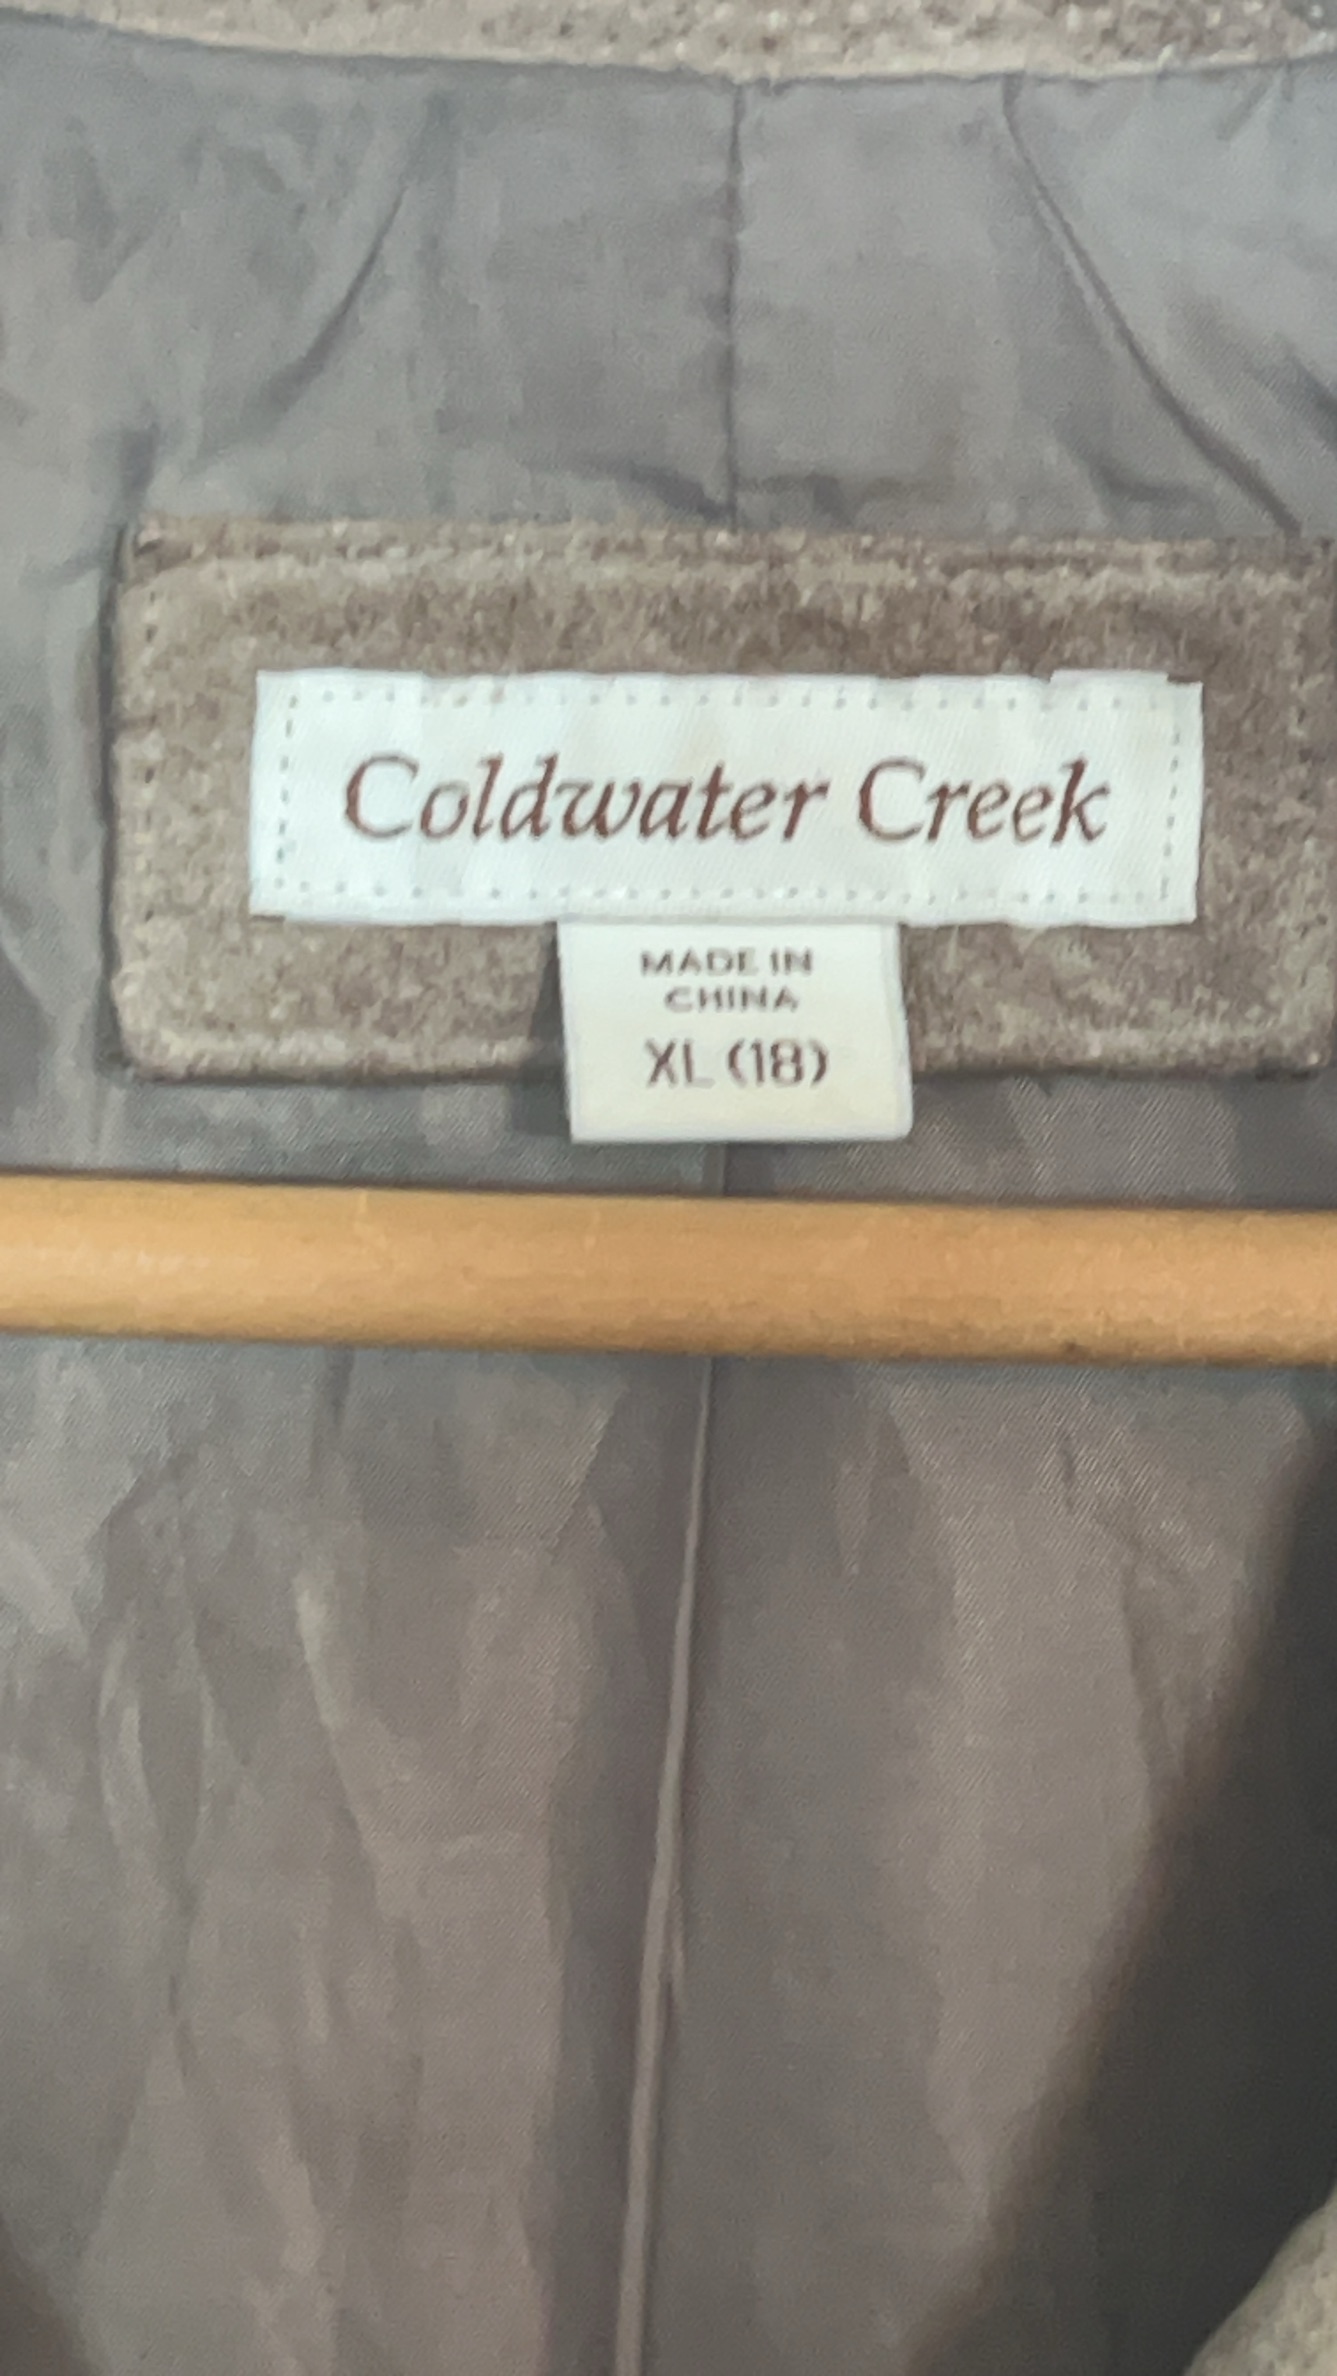 Coldwater Creek
MADE IN
CHINA
XL (18)